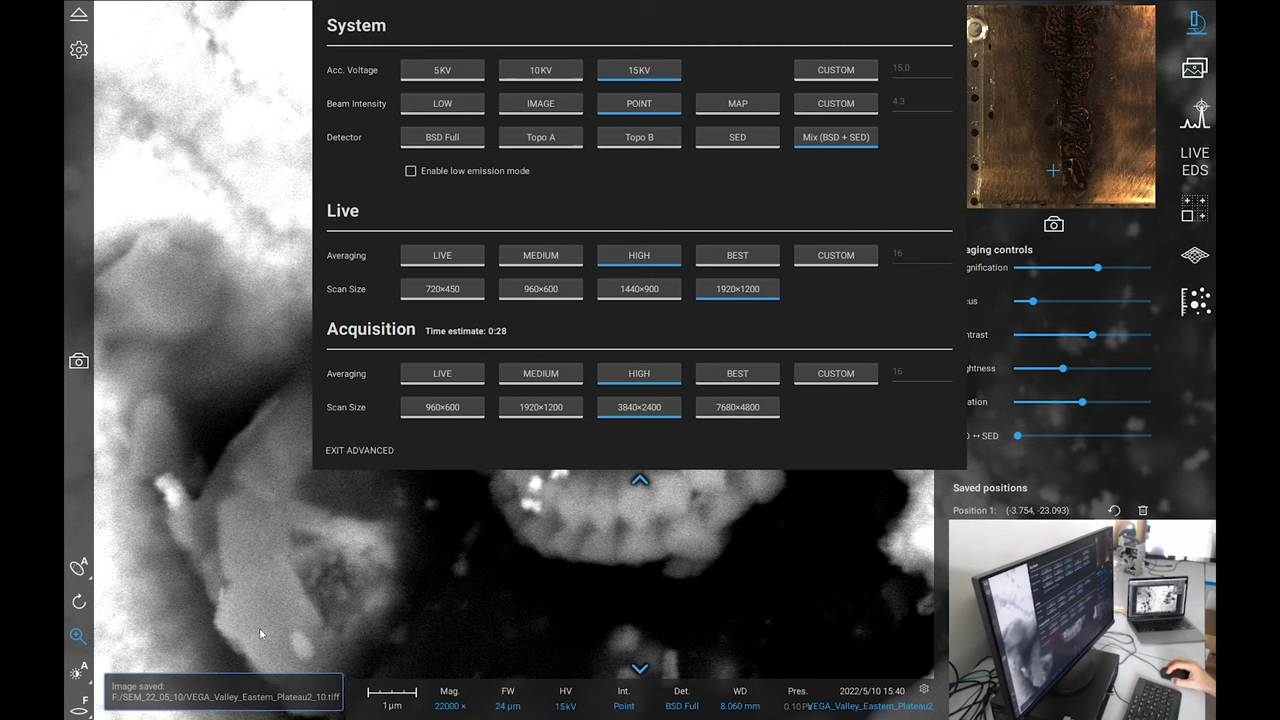 System
Acc. Voltage 5KV 10KV 15KV CUSTOM 15.0
Beam Intensity LOW IMAGE POINT MAP CUSTOM 4.3
Detector BSD Full Topo A Topo B SED Mix (BSD + SED)
Enable low emission mode
Live
Averaging LIVE MEDIUM HIGH BEST CUSTOM 16
Scan Size 720×450 960×600 1440×900 1920×1200
Acquisition Time estimate: 0:28
Averaging LIVE MEDIUM HIGH BEST CUSTOM 16
Scan Size 960×600 1920×1200 3840×2400 7680×4800
EXIT ADVANCED
LIVE
EDS
aging controls
gnification
cus
ntrast
ghtness
ation
D ↔ SED
Saved positions
Position 1: (-3.754, -23.093)
A
A
F
Image saved:
F:/SEM_22_05_10/VEGA_Valley_Eastern_Plateau2_10.tiff
1 µm
Mag. FW HV Int. Det. WD Pres. 2022/5/10 15:40
22000 × 24 µm 15kV Point BSD Full 8.060 mm 0.10 P VEGA_Valley_Eastern_Plateau2_